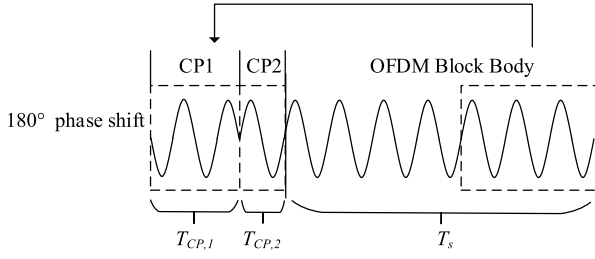 CP1 CP2 OFDM Block Body
180° phase shift
T_{CP,1} T_{CP,2} T_s